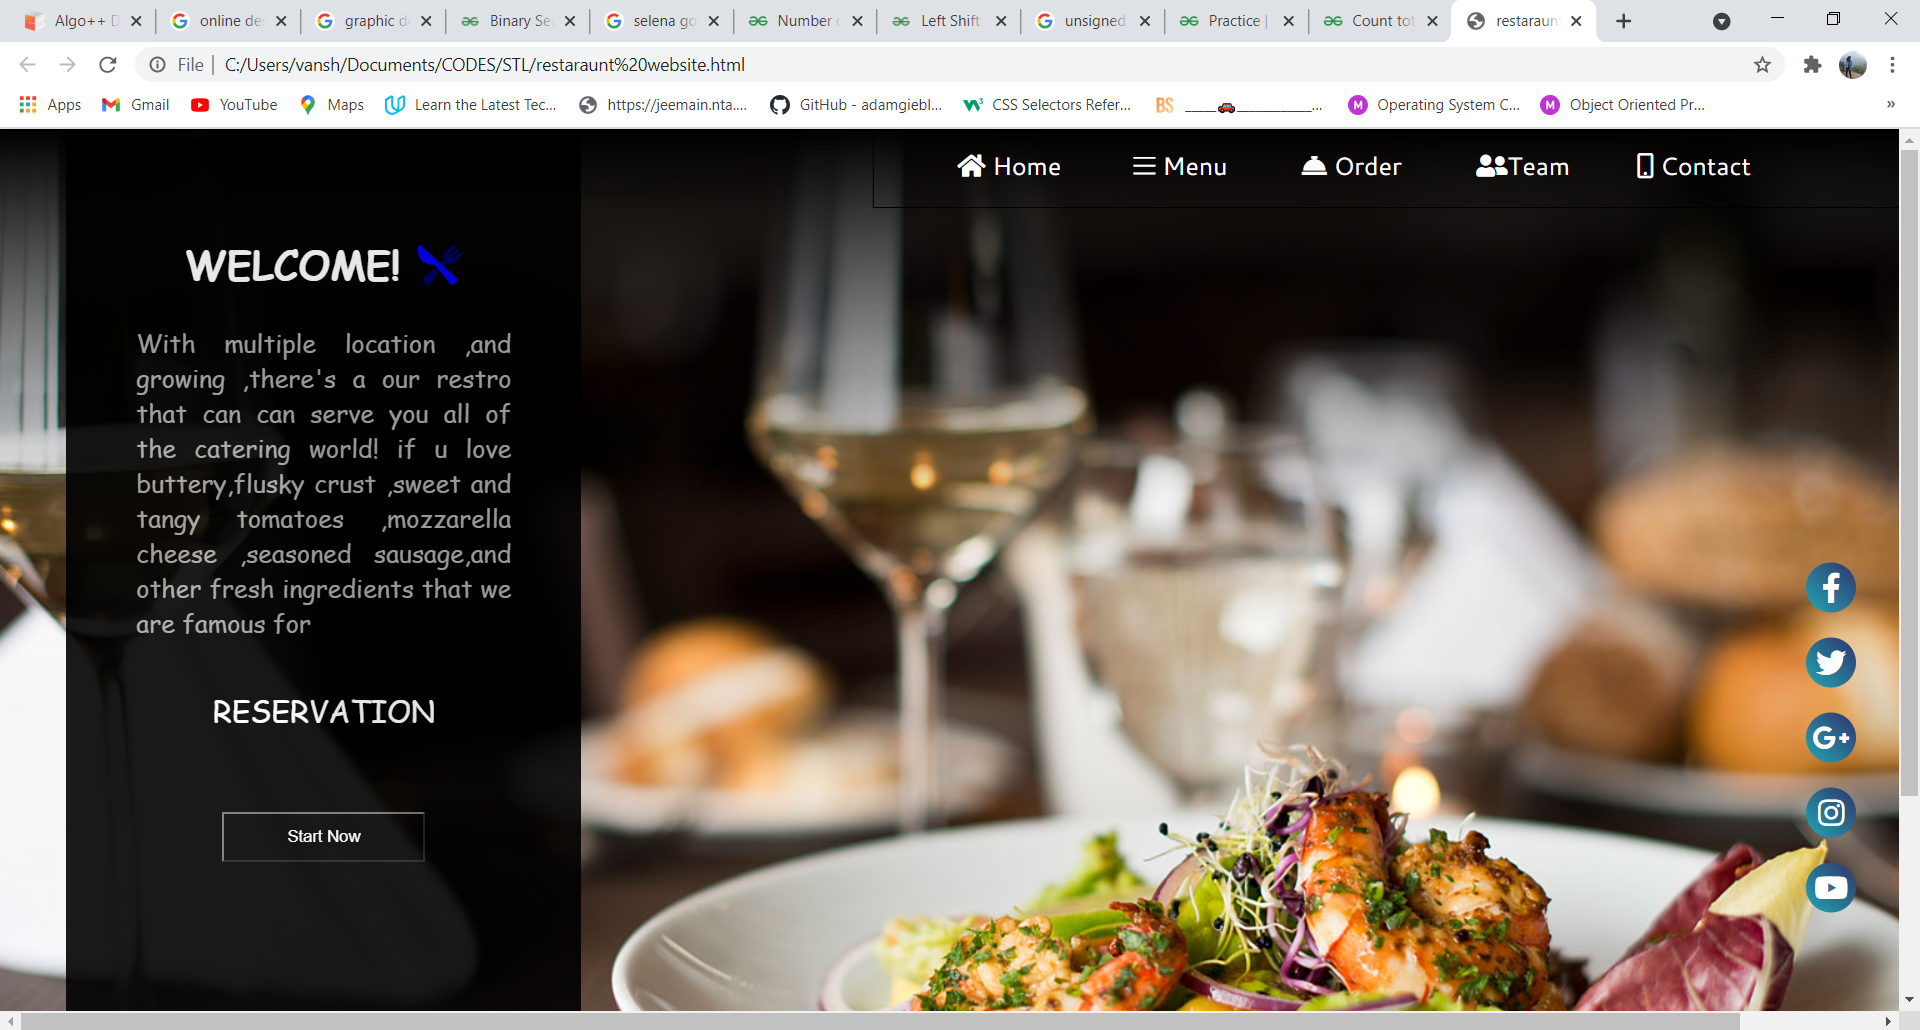 Algo++ D
online de
graphic d
Binary Se
selena go
Number c
Left Shift
unsigned
Practice |
Count tot
restaraun
File | C:/Users/vansh/Documents/CODES/STL/restaraunt%20website.html
Apps
Gmail
YouTube
Maps
Learn the Latest Tec...
https://jeemain.nta....
GitHub - adamgiebl...
CSS Selectors Refer...
BS
M
Operating System C...
M
Object Oriented Pr...
»
Home
Menu
Order
Team
Contact
WELCOME!
With multiple location ,and
growing ,there's a our restro
that can can serve you all of
the catering world! if u love
buttery,flusky crust ,sweet and
tangy tomatoes ,mozzarella
cheese ,seasoned sausage,and
other fresh ingredients that we
are famous for
RESERVATION
Start Now
G+